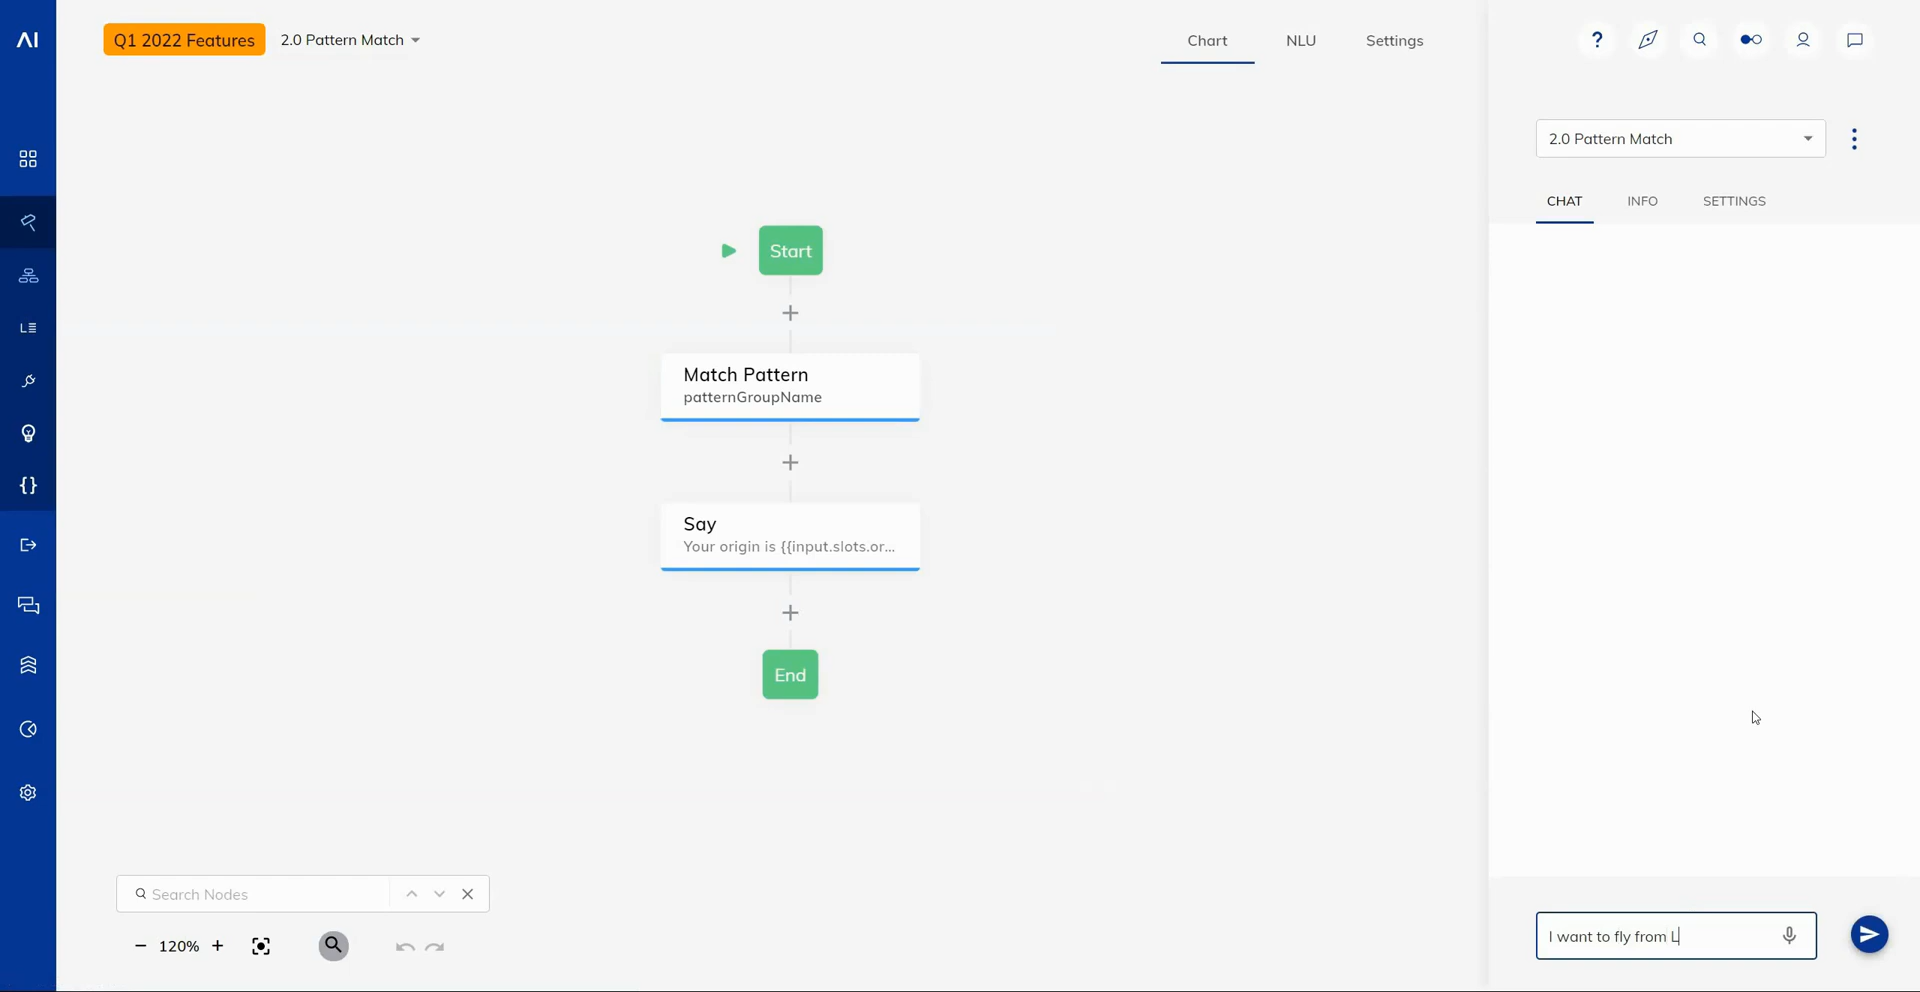 AI
Q1 2022 Features
2.0 Pattern Match
Chart
NLU
Settings
?
2.0 Pattern Match
CHAT
INFO
SETTINGS
Start
Match Pattern
patternGroupName
Say
Your origin is {{input.slots.or...
End
Search Nodes
120%
I want to fly from L